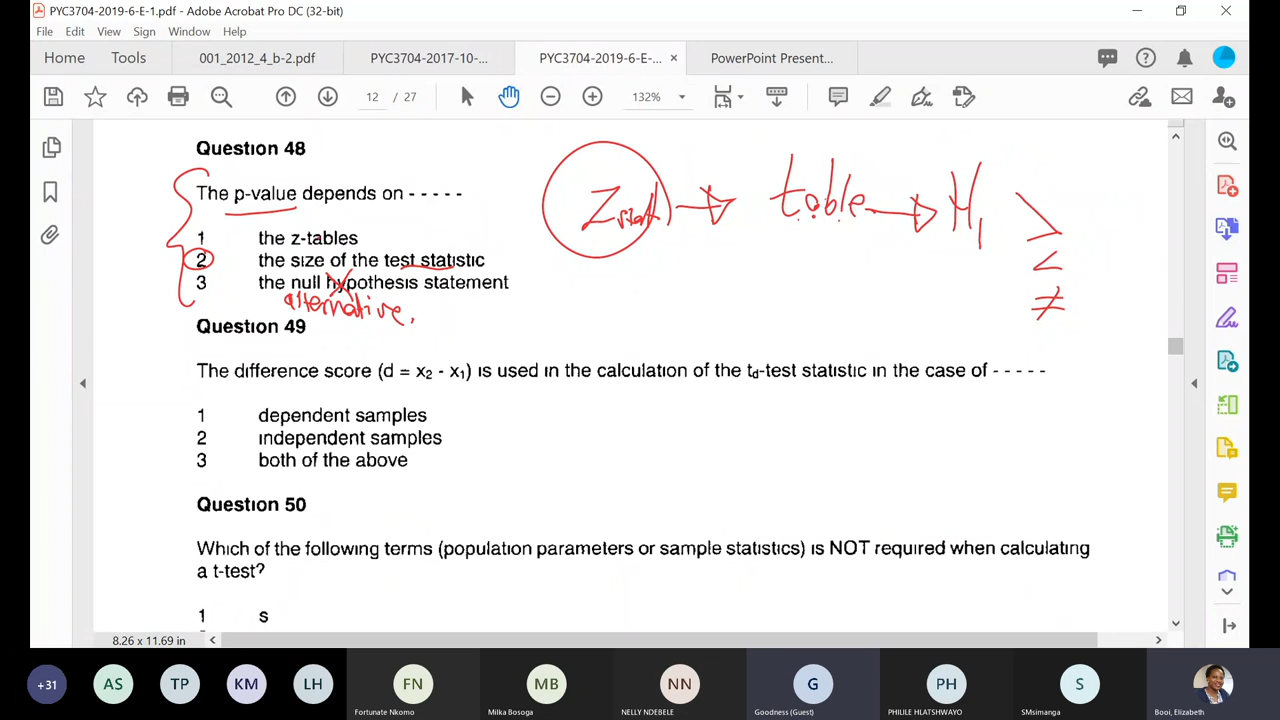 PYC3704-2019-6-E-1.pdf - Adobe Acrobat Pro DC (32-bit)
File Edit View Sign Window Help
Home Tools 001_2012_4_b-2.pdf PYC3704-2017-10-... PYC3704-2019-6-E-... × PowerPoint Present...
12 / 27 132%
Question 48
The p-value depends on - - - - -
1 the z-tables
2 the size of the test statistic
3 the null hypothesis statement
alternative.
Zstat → table → H1 >
<
≠
Question 49
The difference score (d = x2 - x1) is used in the calculation of the td-test statistic in the case of - - - - -
1 dependent samples
2 independent samples
3 both of the above
Question 50
Which of the following terms (population parameters or sample statistics) is NOT required when calculating
a t-test?
1 s
8.26 x 11.69 in
+31 AS TP KM LH FN MB NN G PH S
Fortunate Nkomo Milka Bosoga NELLY NDEBELE Goodness (Guest) PHILILE HLATSHWAYO SMsimanga Booi, Elizabeth